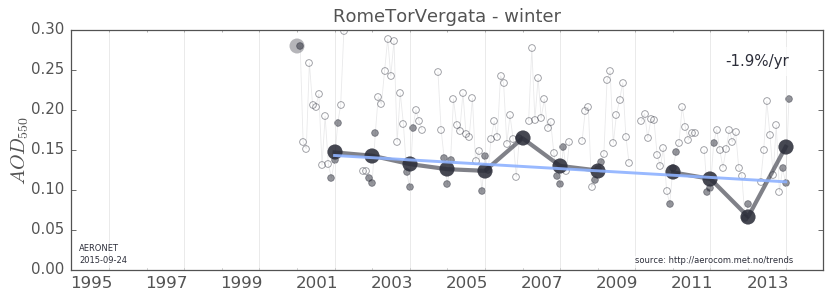 RomeTorVergata - winter
0.30
0.25
0.20
0.15
0.10
0.05
0.00
AOD550
-1.9%/yr
AERONET
2015-09-24
source: http://aerocom.met.no/trends
1995 1997 1999 2001 2003 2005 2007 2009 2011 2013